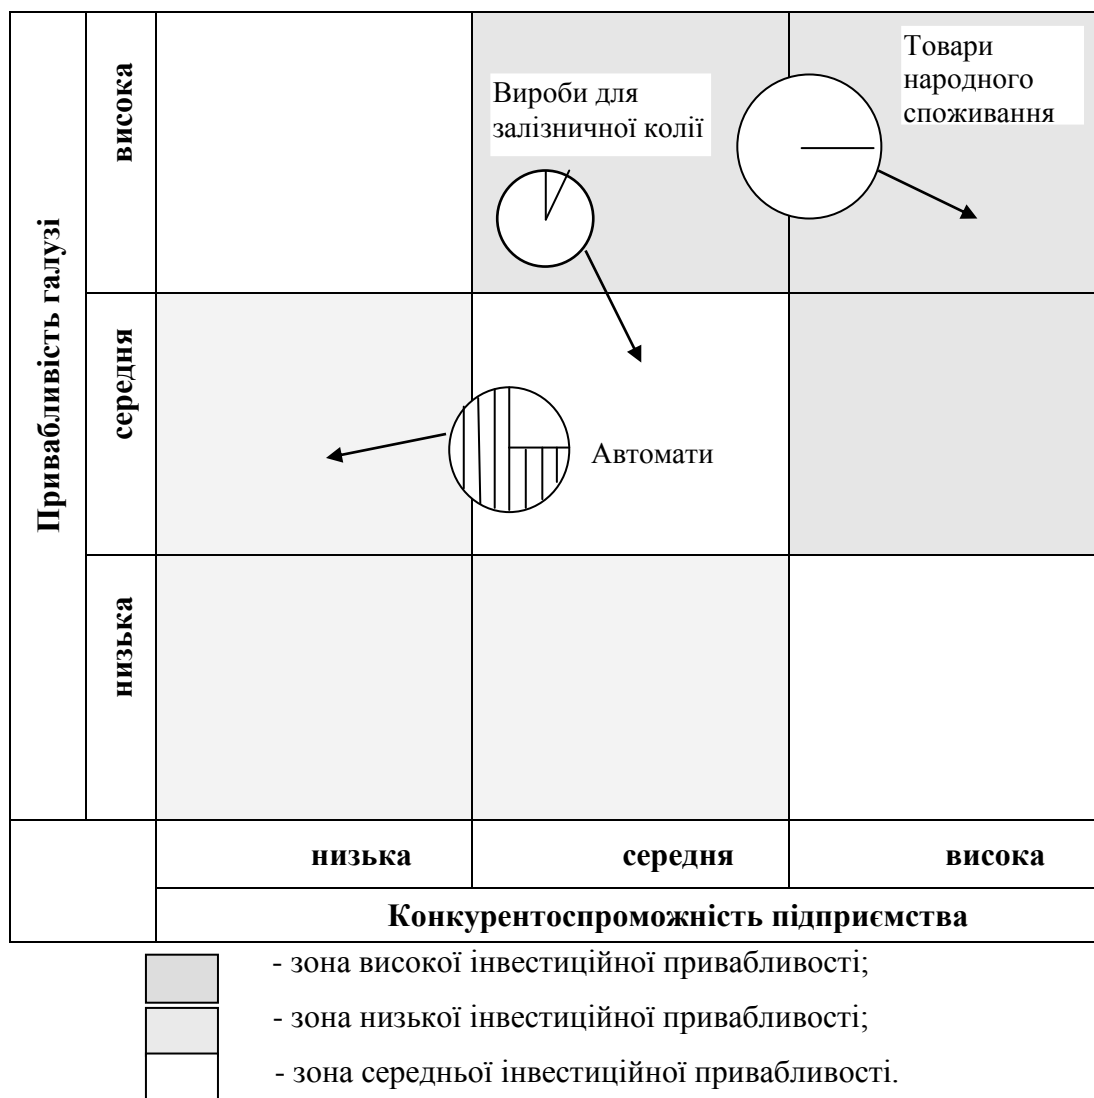 Привабливість галузі
висока
середня
низька
Вироби для
залізничної колії
Товари
народного
споживання
Автомати
низька
середня
висока
Конкурентоспроможність підприємства
- зона високої інвестиційної привабливості;
- зона низької інвестиційної привабливості;
- зона середньої інвестиційної привабливості.